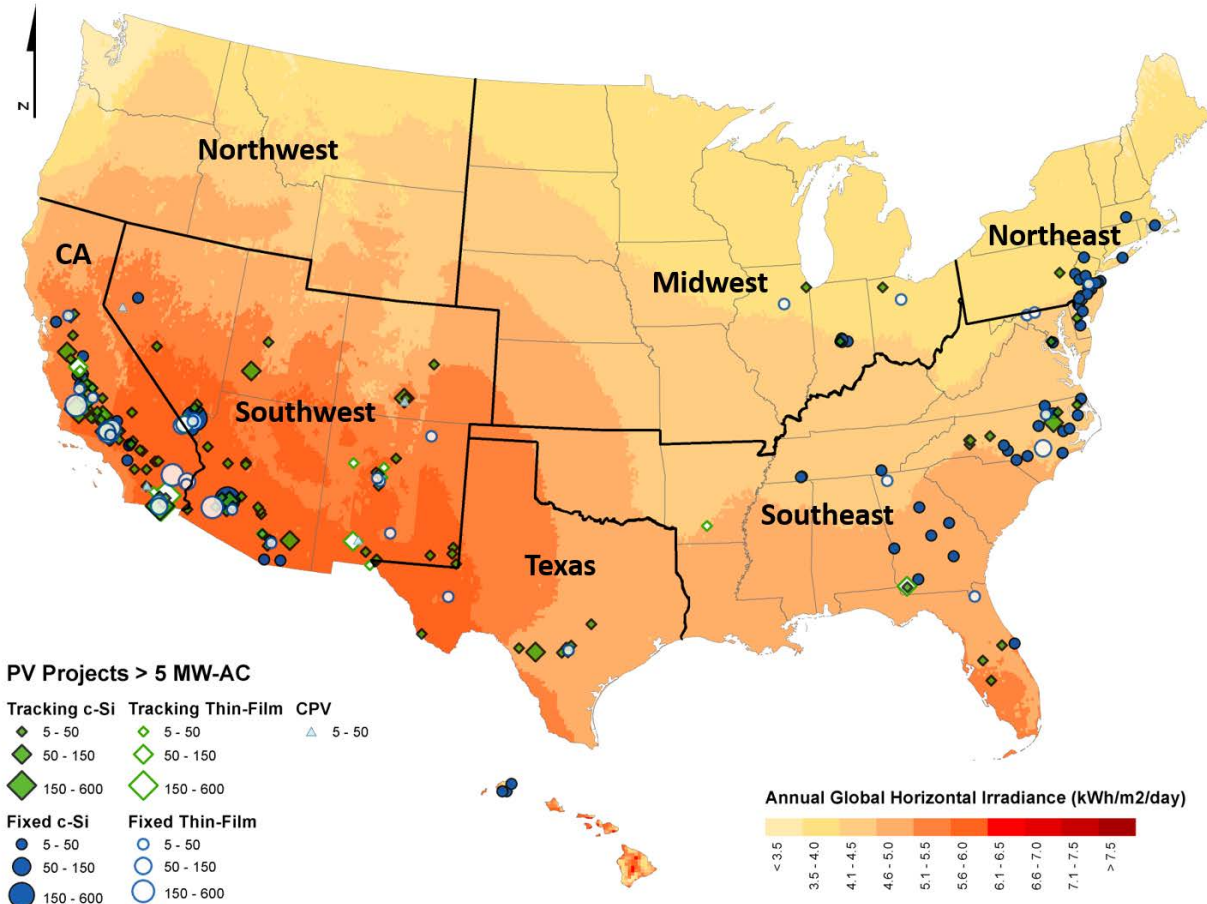 N
Northwest
CA
Northeast
Midwest
Southwest
Southeast
Texas
PV Projects > 5 MW-AC
Tracking c-Si Tracking Thin-Film CPV
5 - 50 5 - 50 5 - 50
50 - 150 50 - 150
150 - 600 150 - 600
Fixed c-Si Fixed Thin-Film
5 - 50 5 - 50
50 - 150 50 - 150
150 - 600 150 - 600
Annual Global Horizontal Irradiance (kWh/m2/day)
< 3.5
3.5 - 4.0
4.1 - 4.5
4.6 - 5.0
5.1 - 5.5
5.6 - 6.0
6.1 - 6.5
6.6 - 7.0
7.1 - 7.5
> 7.5